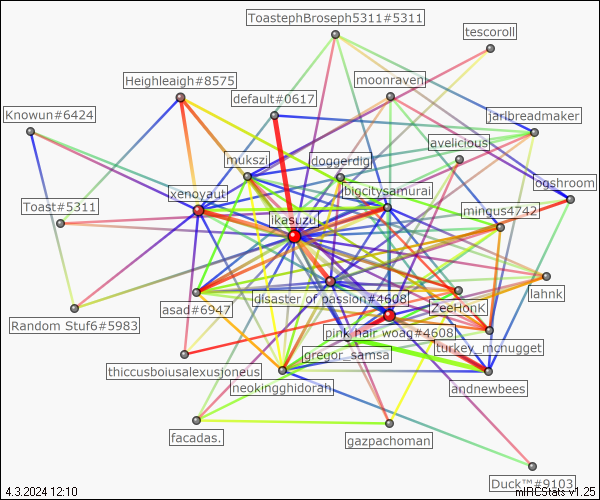 ToastephBroseph5311#5311
tescoroll
Heighleaigh#8575
moonraven.
default#0617
Knowun#6424
jarlbreadmaker
avelicious
mukszi
doggerdig
ogshroom
xenoyaut
bigcitysamurai
Toast#5311
ikasuzu
mingus4742
lahnk
dIsaster of passion#4608
asad#6947
ZeeHonk
Random Stuf6#5983
pink hair woag#4608
turkey_mcnugget
gregor_samsa
thiccusboiusalexusjoneus
neokingghidorah
andnewbees
facadas.
gazpachoman
Duck™#9103
4.3.2024 12:10
mIRCStats v1.25